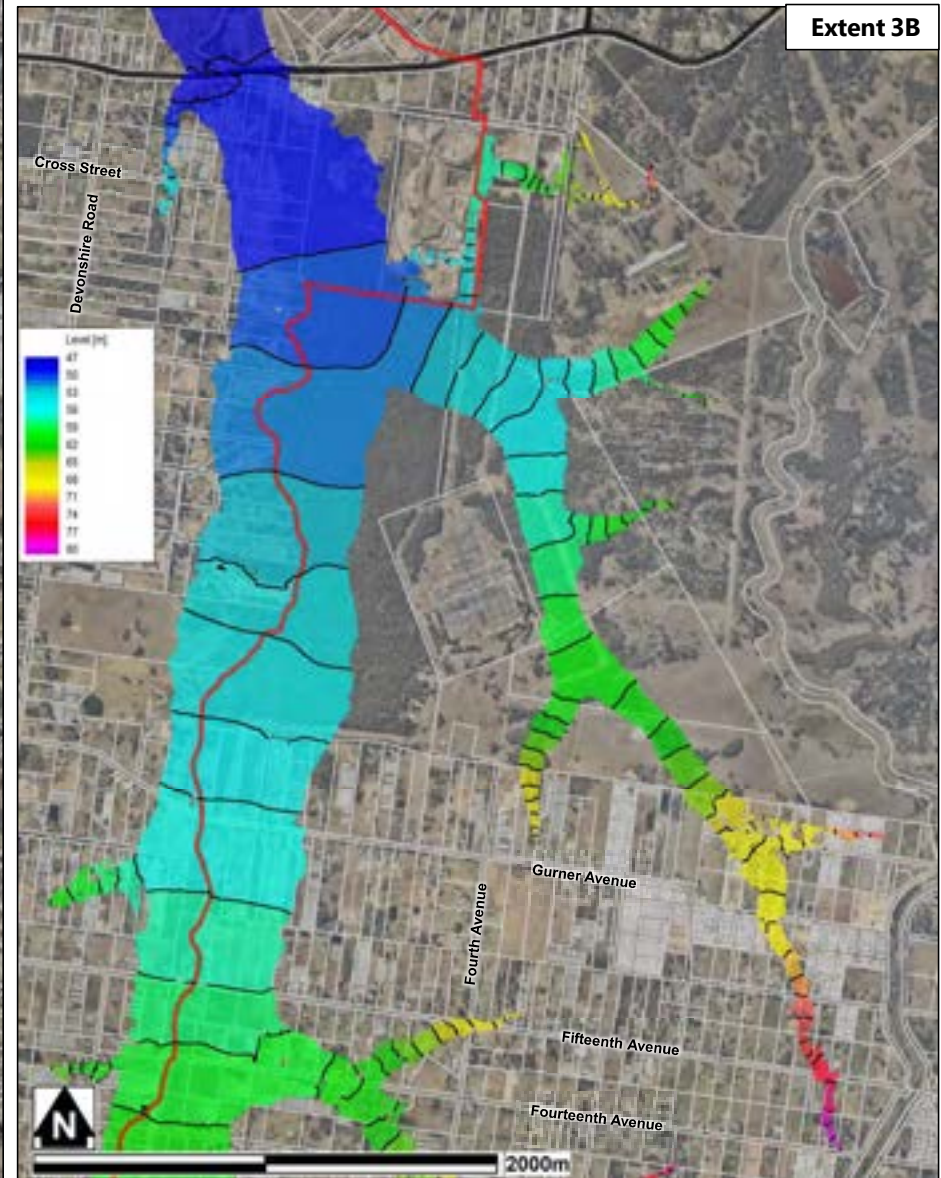 Extent 3B
Cross Street
Devonshire Road
Level [m]
47
50
53
56
59
62
65
68
71
74
77
80
Gurner Avenue
Fourth Avenue
Fifteenth Avenue
Fourteenth Avenue
N
2000m